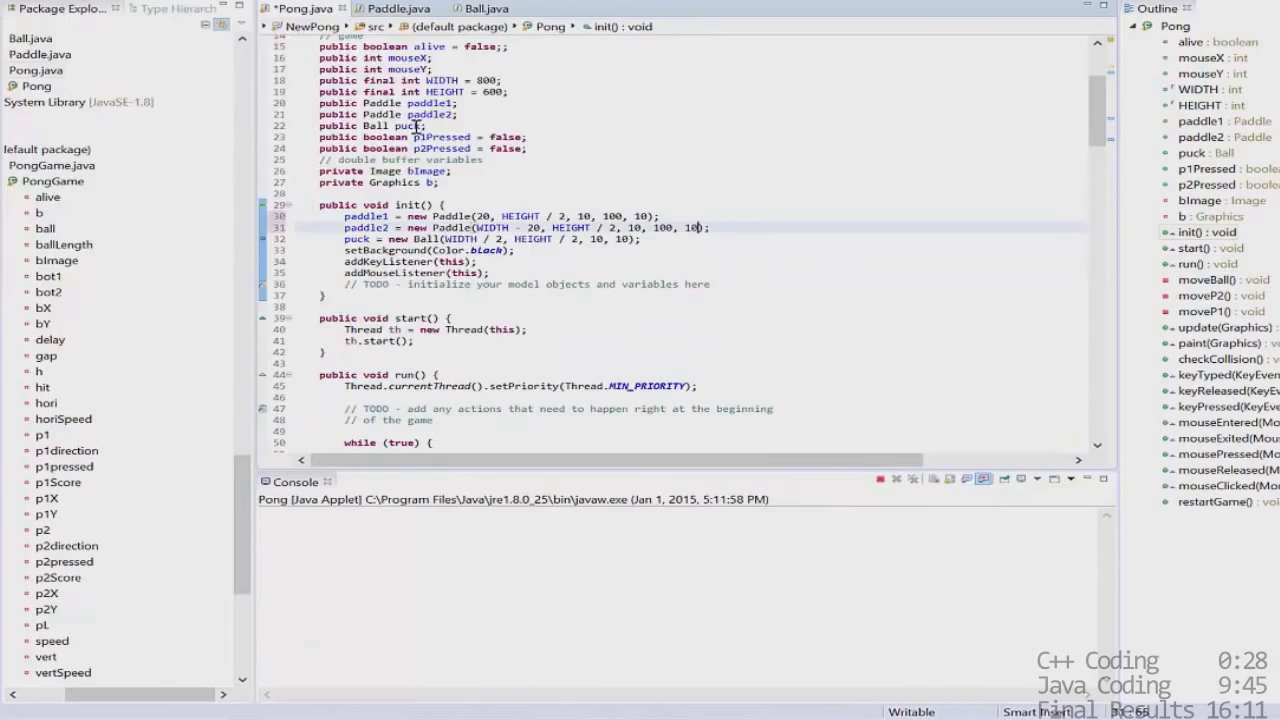 Package Explo...
Type Hierarch
Ball.java
Paddle.java
Pong.java
Pong
System Library [JavaSE-1.8]
(default package)
PongGame.java
PongGame
alive
b
ball
ballLength
bImage
bot1
bot2
bX
bY
delay
gap
h
hit
hori
horiSpeed
p1
p1direction
p1pressed
p1Score
p1X
p1Y
p2
p2direction
p2pressed
p2Score
p2X
p2Y
pL
speed
vert
vertSpeed
*Pong.java
Paddle.java
Ball.java
NewPong
src
(default package)
Pong
init() : void
14 // game
15 public boolean alive = false;;
16 public int mouseX;
17 public int mouseY;
18 public final int WIDTH = 800;
19 public final int HEIGHT = 600;
20 public Paddle paddle1;
21 public Paddle paddle2;
22 public Ball puck;
23 public boolean p1Pressed = false;
24 public boolean p2Pressed = false;
25 // double buffer variables
26 private Image bImage;
27 private Graphics b;
28
29 public void init() {
30 paddle1 = new Paddle(20, HEIGHT / 2, 10, 100, 10);
31 paddle2 = new Paddle(WIDTH - 20, HEIGHT / 2, 10, 100, 10);
32 puck = new Ball(WIDTH / 2, HEIGHT / 2, 10, 10);
33 setBackground(Color.black);
34 addKeyListener(this);
35 addMouseListener(this);
36 // TODO - initialize your model objects and variables here
37 }
38
39 public void start() {
40 Thread th = new Thread(this);
41 th.start();
42 }
43
44 public void run() {
45 Thread.currentThread().setPriority(Thread.MIN_PRIORITY);
46
47 // TODO - add any actions that need to happen right at the beginning
48 // of the game
49
50 while (true) {
Console
Pong [Java Applet] C:\Program Files\Java\jre1.8.0_25\bin\javaw.exe (Jan 1, 2015, 5:11:58 PM)
Outline
Pong
alive : boolean
mouseX : int
mouseY : int
WIDTH : int
HEIGHT : int
paddle1 : Paddle
paddle2 : Paddle
puck : Ball
p1Pressed : boolea
p2Pressed : boolea
bImage : Image
b : Graphics
init() : void
start() : void
run() : void
moveBall() : void
moveP2() : void
moveP1() : void
update(Graphics) :
paint(Graphics) : vo
checkCollision() : v
keyTyped(KeyEven
keyReleased(KeyEv
keyPressed(KeyEve
mouseEntered(Mou
mouseExited(Mous
mousePressed(Mo
mouseReleased(Mo
mouseClicked(Mou
restartGame() : voi
C++ Coding 0:28
Java Coding 9:45
Final Results 16:11
Writable
Smart Insert